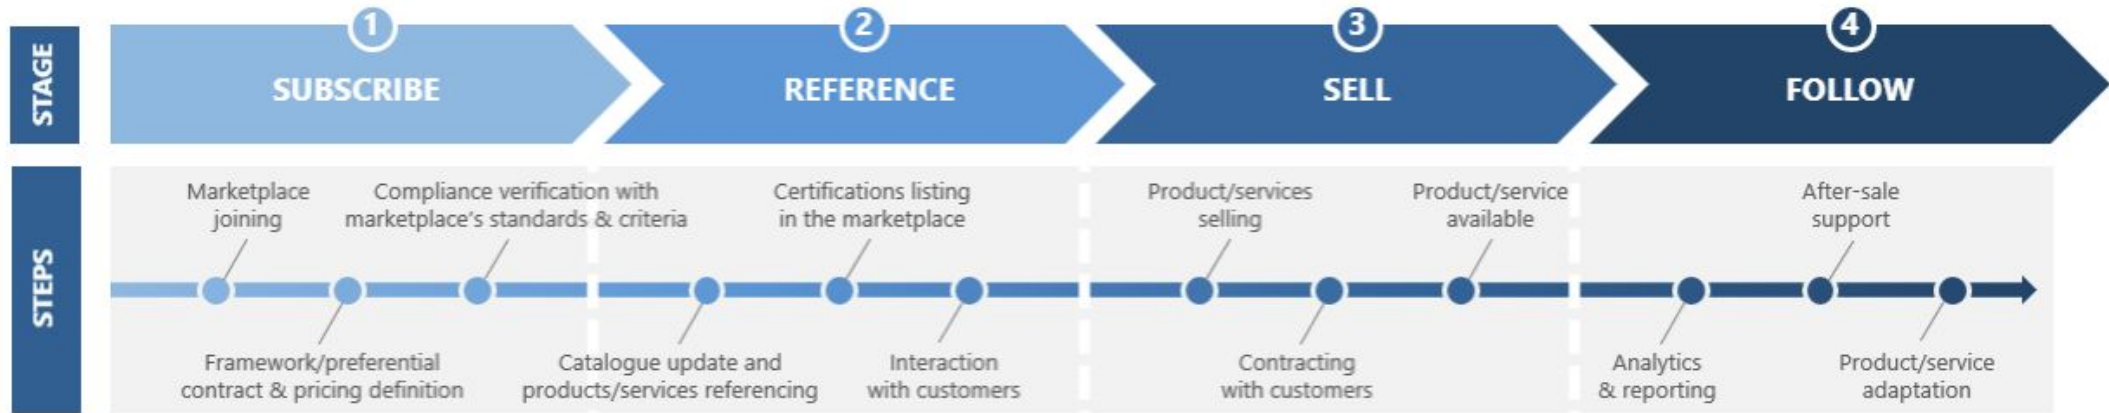 STAGE
1
SUBSCRIBE
2
REFERENCE
3
SELL
4
FOLLOW
STEPS
Marketplace
joining
Framework/preferential
contract & pricing definition
Compliance verification with
marketplace's standards & criteria
Catalogue update and
products/services referencing
Certifications listing
in the marketplace
Interaction
with customers
Product/services
selling
Contracting
with customers
Product/service
available
Analytics
& reporting
After-sale
support
Product/service
adaptation